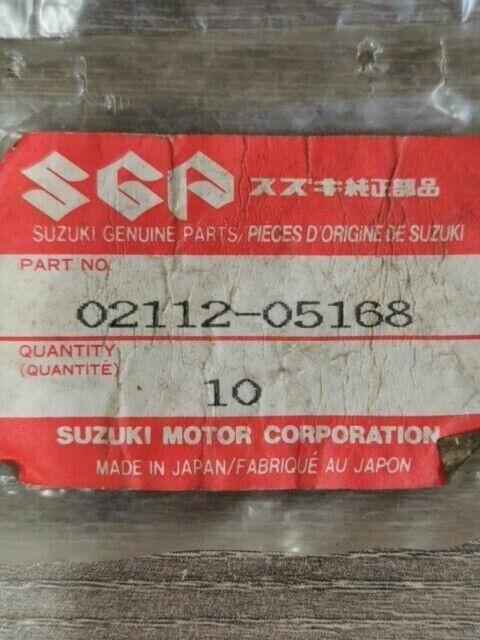 SGP スズキ純正部品
SUZUKI GENUINE PARTS/PIECES D'ORIGINE DE SUZUKI
PART NO.
02112-05168
QUANTITY
(QUANTITÉ)
10
SUZUKI MOTOR CORPORATION
MADE IN JAPAN/FABRIQUÉ AU JAPON